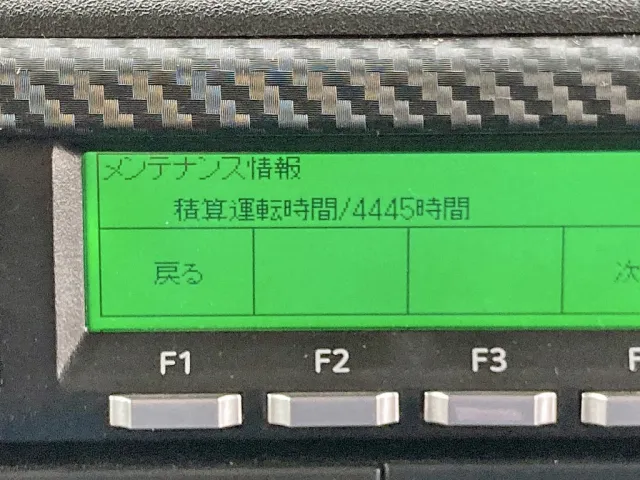 メンテナンス情報
積算運転時間/4445時間
戻る
次
F1 F2 F3 F